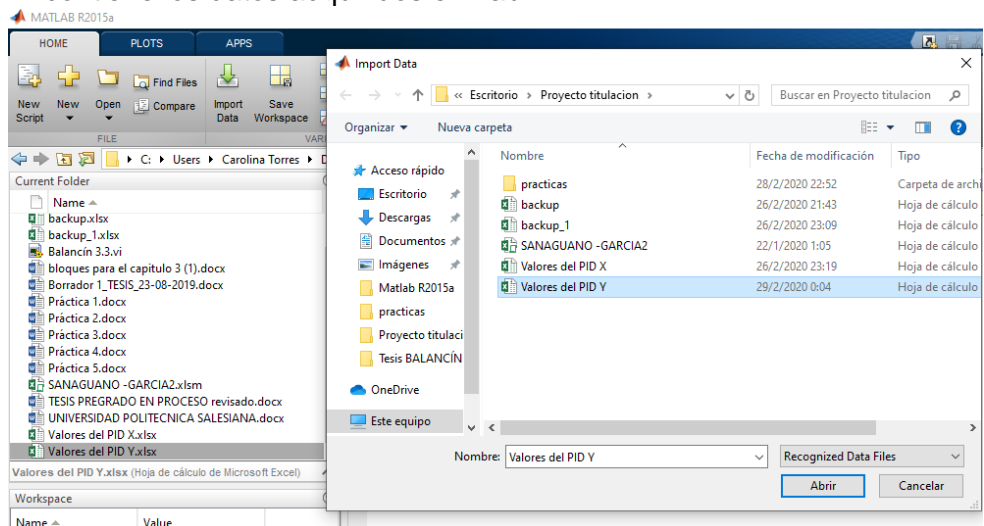 MATLAB R2015a
HOME PLOTS APPS
New Script
New
Open
Find Files
Compare
Import Data
Save Workspace
FILE
VARI
C: Users Carolina Torres
Current Folder
Name
backup.xlsx
backup_1.xlsx
Balancín 3.3.vi
bloques para el capitulo 3 (1).docx
Borrador 1_TESIS_23-08-2019.docx
Práctica 1.docx
Práctica 2.docx
Práctica 3.docx
Práctica 4.docx
Práctica 5.docx
SANAGUANO -GARCIA2.xlsm
TESIS PREGRADO EN PROCESO revisado.docx
UNIVERSIDAD POLITECNICA SALESIANA.docx
Valores del PID X.xlsx
Valores del PID Y.xlsx
Valores del PID Y.xlsx (Hoja de cálculo de Microsoft Excel)
Workspace
Name Value
Import Data
« Escritorio > Proyecto titulacion >
Buscar en Proyecto titulacion
Organizar Nueva carpeta
Acceso rápido
Escritorio
Descargas
Documentos
Imágenes
Matlab R2015a
practicas
Proyecto titulaci
Tesis BALANCÍN
OneDrive
Este equipo
Nombre Fecha de modificación Tipo
practicas 28/2/2020 22:52 Carpeta de archi
backup 26/2/2020 21:43 Hoja de cálculo
backup_1 26/2/2020 23:09 Hoja de cálculo
SANAGUANO -GARCIA2 22/1/2020 1:05 Hoja de cálculo
Valores del PID X 26/2/2020 23:19 Hoja de cálculo
Valores del PID Y 29/2/2020 0:04 Hoja de cálculo
Nombre: Valores del PID Y Recognized Data Files
Abrir Cancelar